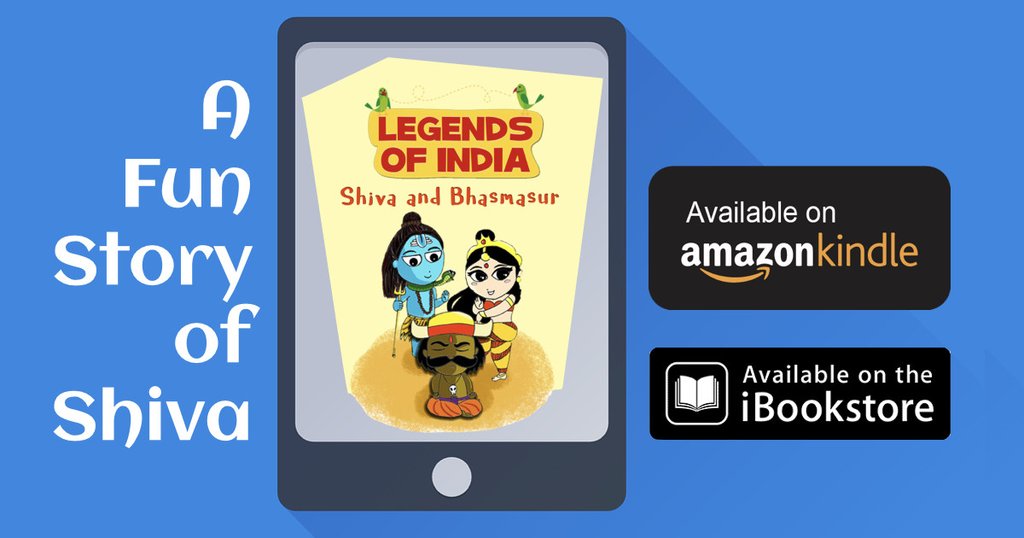 A
Fun
Story
of
Shiva
LEGENDS
OF INDIA
Shiva and Bhasmasur
Available on
amazonkindle
Available on the
iBookstore